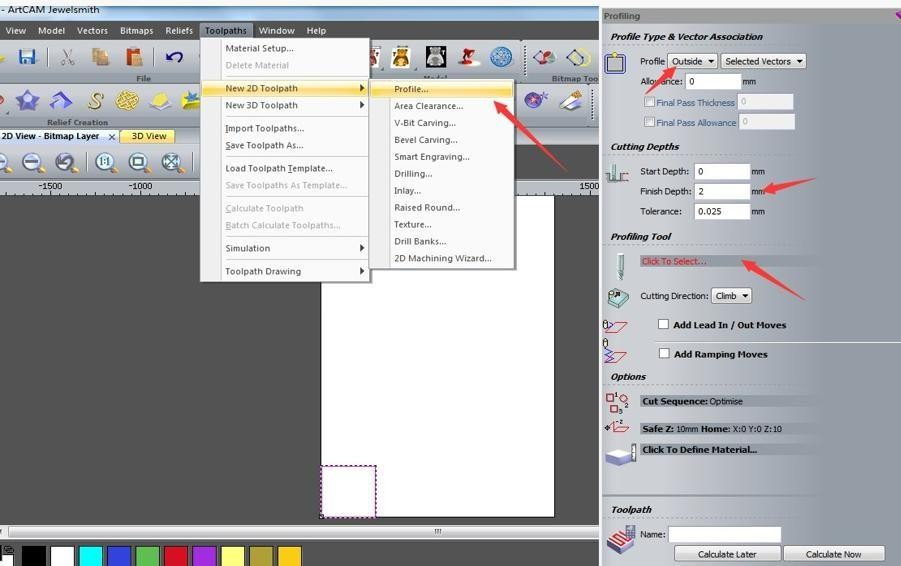 - ArtCAM Jewelsmith
View Model Vectors Bitmaps Reliefs Toolpaths Window Help
File
Model
Bitmap Too
Relief Creation
2D View - Bitmap Layer × 3D View
1:1
-1500 -1000 1500
Material Setup...
Delete Material
New 2D Toolpath
New 3D Toolpath
Import Toolpaths...
Save Toolpath As...
Load Toolpath Template...
Save Toolpaths As Template...
Calculate Toolpath
Batch Calculate Toolpaths...
Simulation
Toolpath Drawing
Profile...
Area Clearance...
V-Bit Carving...
Bevel Carving...
Smart Engraving...
Drilling...
Inlay...
Raised Round...
Texture...
Drill Banks...
2D Machining Wizard...
Profiling
Profile Type & Vector Association
Profile Outside Selected Vectors
Allowance: 0 mm
Final Pass Thickness 0
Final Pass Allowance 0
Cutting Depths
Start Depth: 0 mm
Finish Depth: 2 mm
Tolerance: 0.025 mm
Profiling Tool
Click To Select...
Cutting Direction: Climb
Add Lead In / Out Moves
Add Ramping Moves
Options
Cut Sequence: Optimise
Safe Z: 10mm Home: X:0 Y:0 Z:10
Click To Define Material...
Toolpath
Name:
Calculate Later Calculate Now